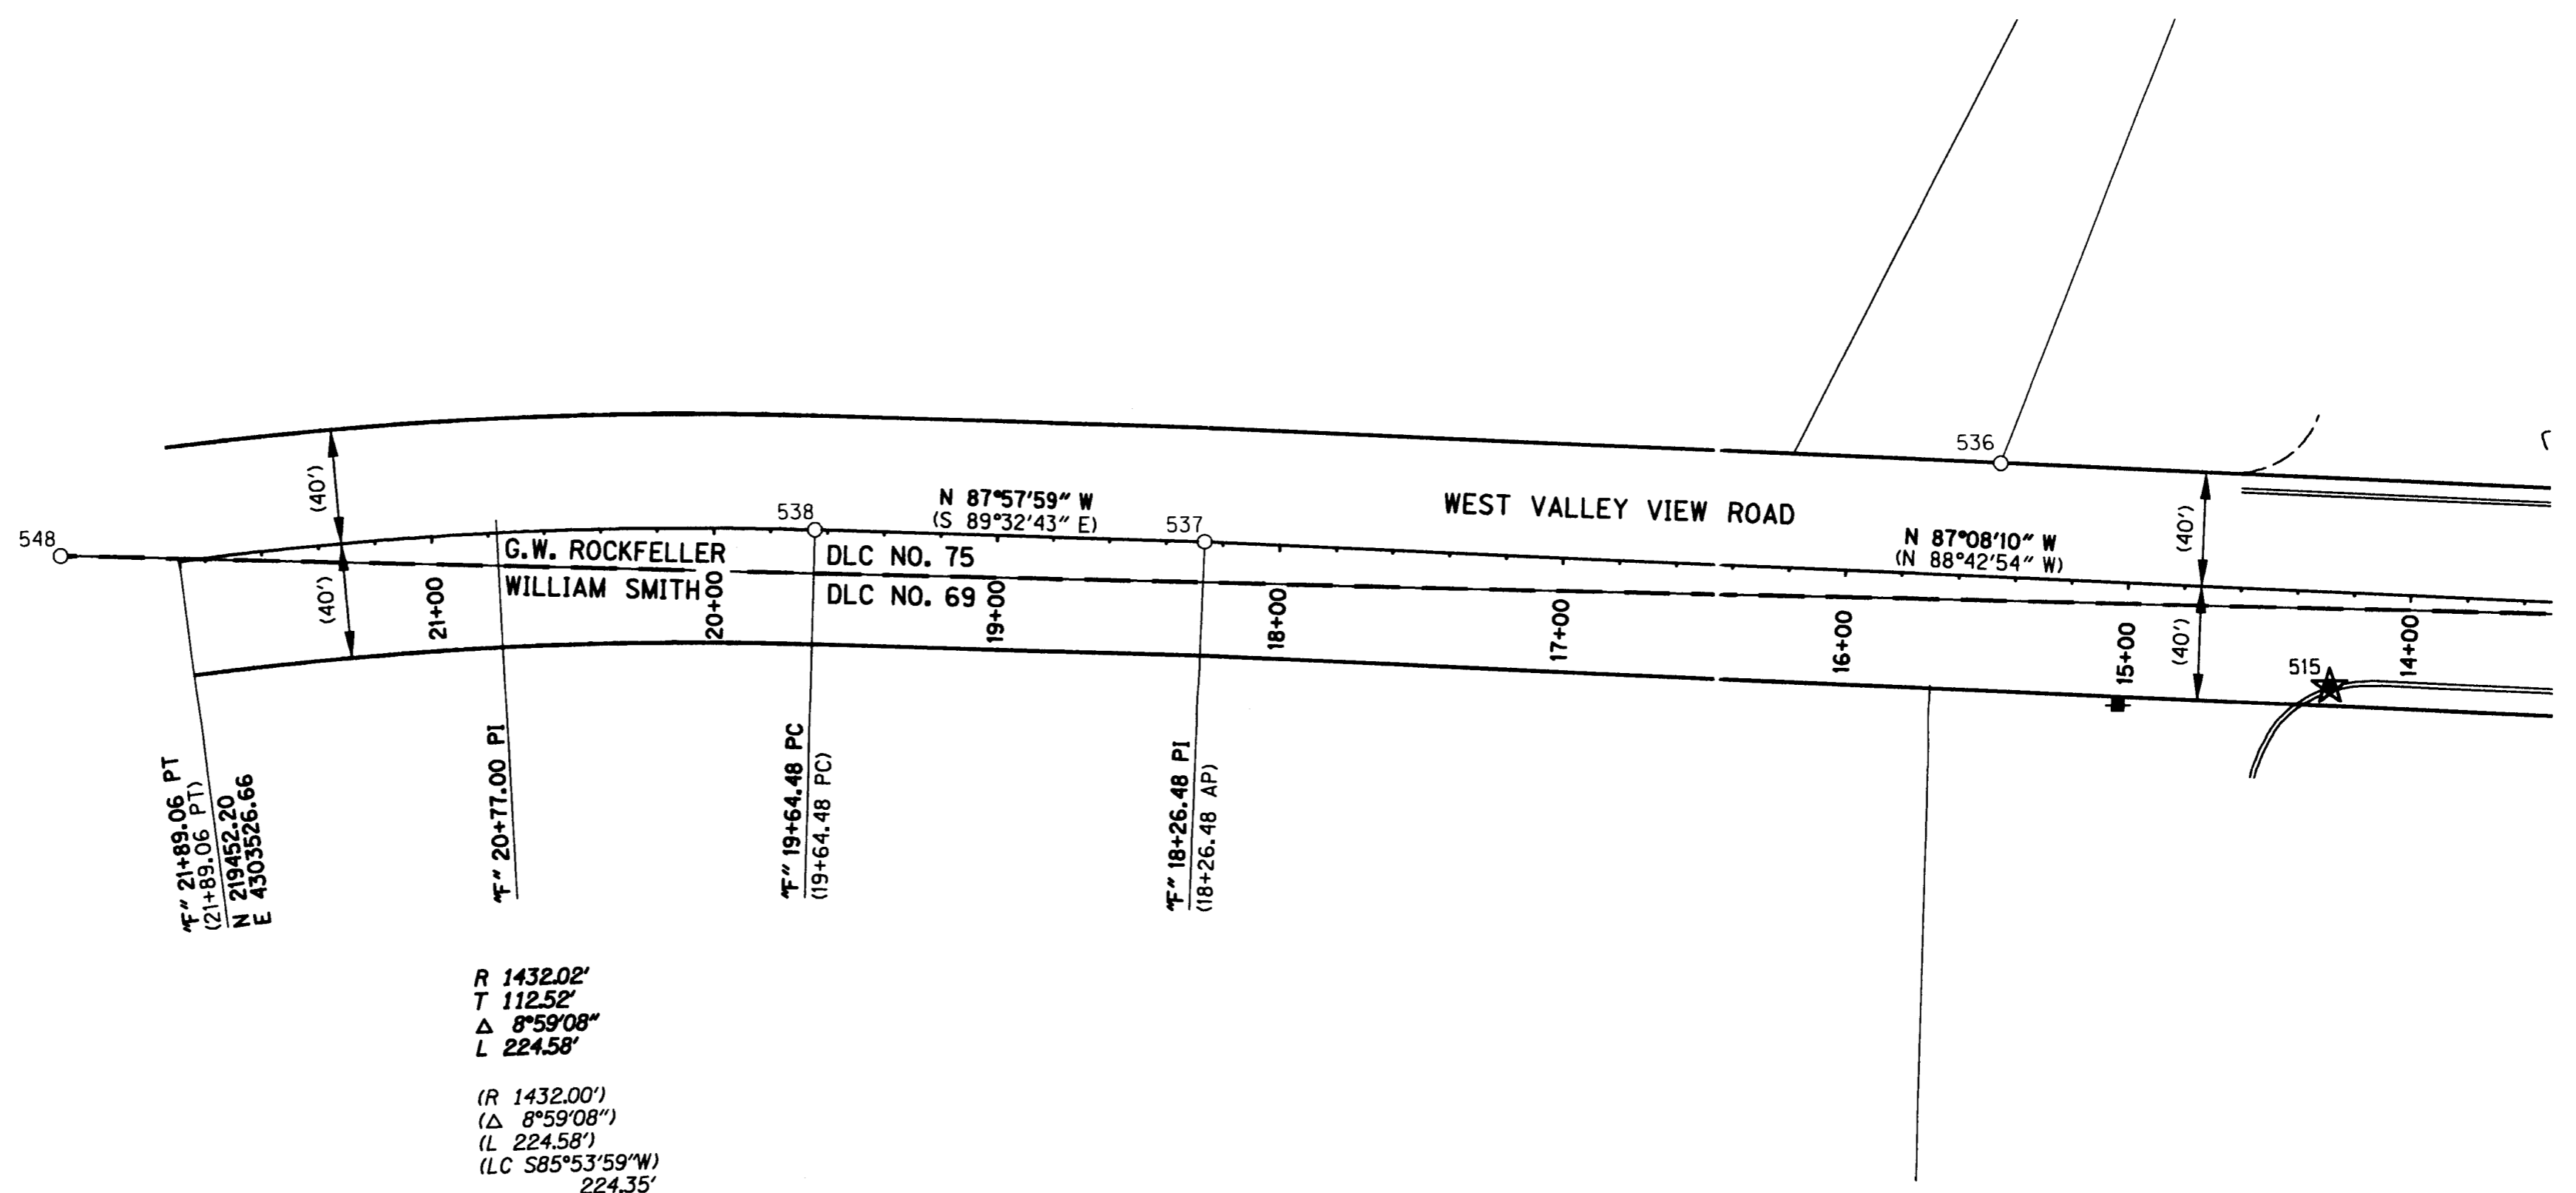 536
WEST VALLEY VIEW ROAD
N 87°57'59" W
(S 89°32'43" E)
538
537
548
N 87°08'10" W
(N 88°42'54" W)
(40')
(40')
(40')
(40')
G.W. ROCKFELLER
DLC NO. 75
WILLIAM SMITH
DLC NO. 69
21+00
20+00
19+00
18+00
17+00
16+00
15+00
14+00
515
"F" 21+89.06 PT
(21+89.06 PT)
N 219452.20
E 4303526.66
"F" 20+77.00 PI
"F" 19+64.48 PC
(19+64.48 PC)
"F" 18+26.48 PI
(18+26.48 AP)
R 1432.02'
T 112.52'
Δ 8°59'08"
L 224.58'
(R 1432.00')
(Δ 8°59'08")
(L 224.58')
(LC S85°53'59"W)
224.35'